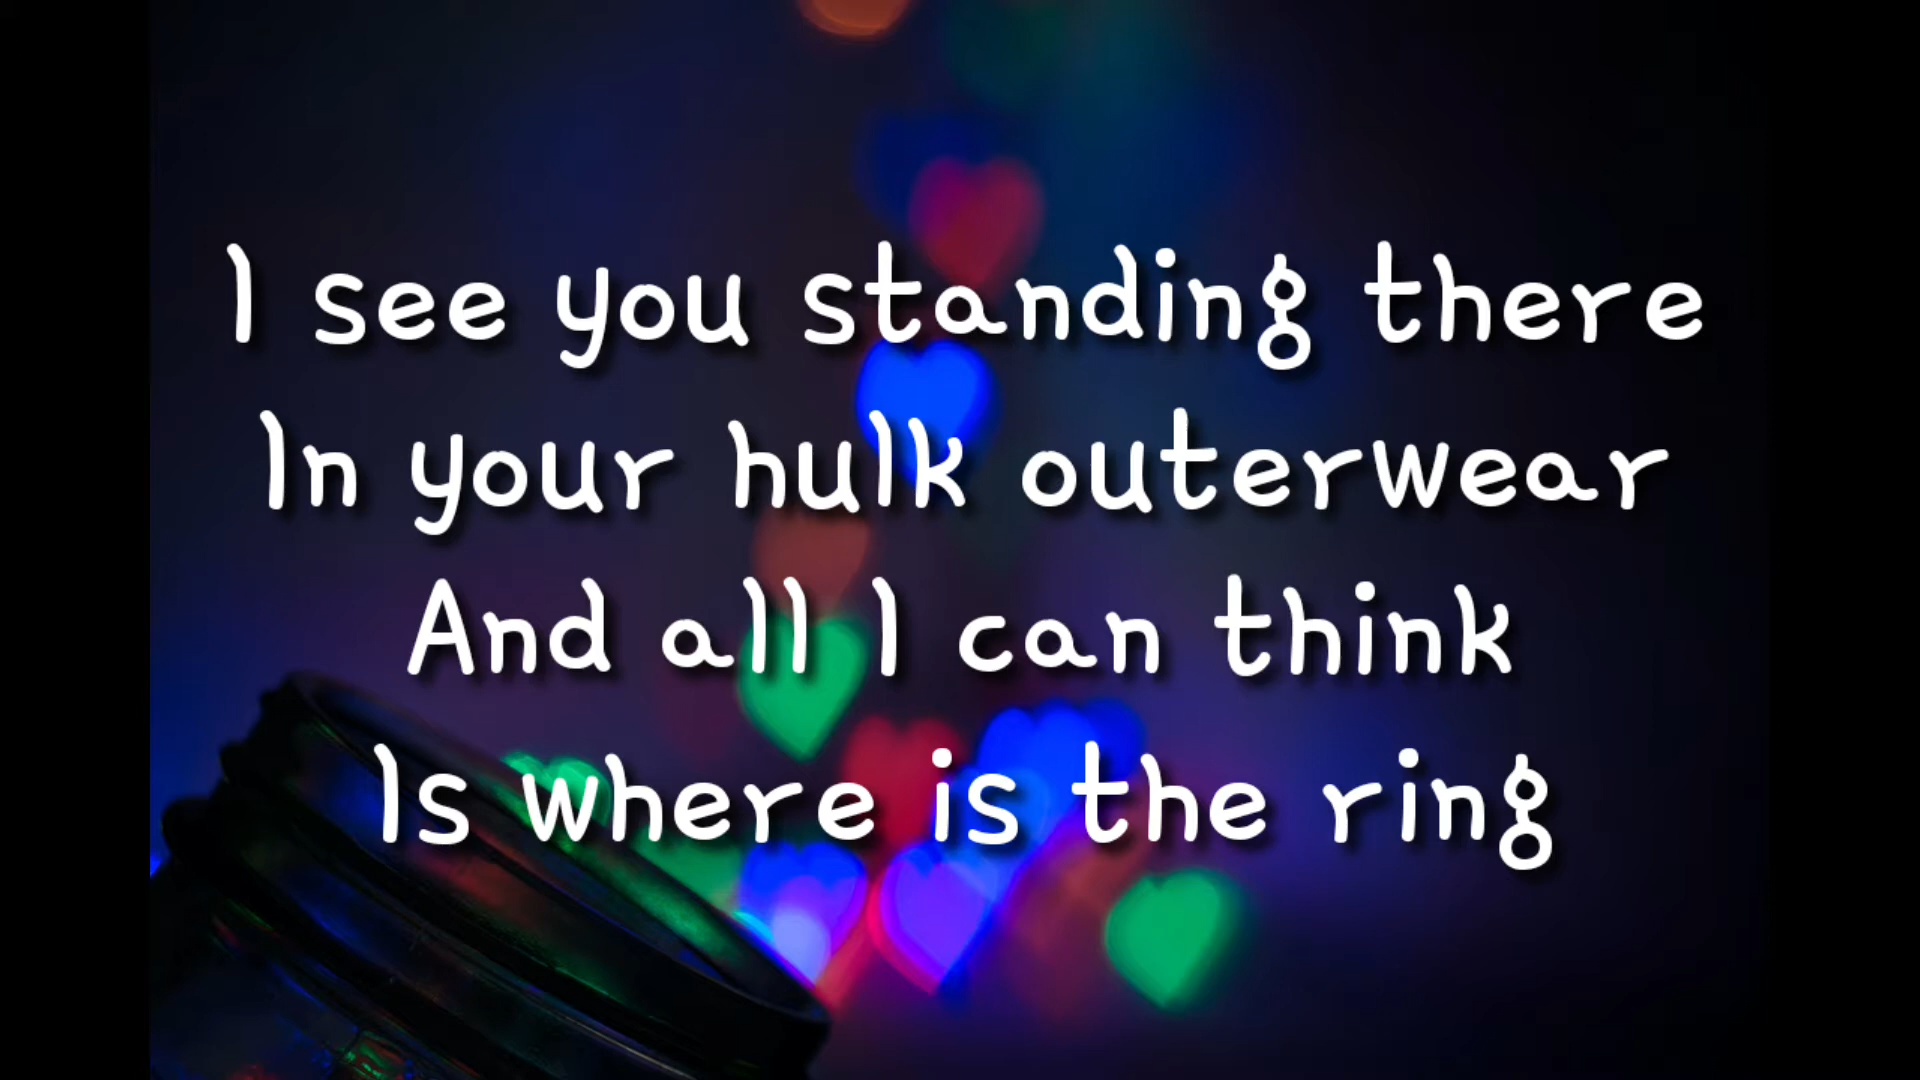 I see you standing there
In your hulk outerwear
And all I can think
Is where is the ring